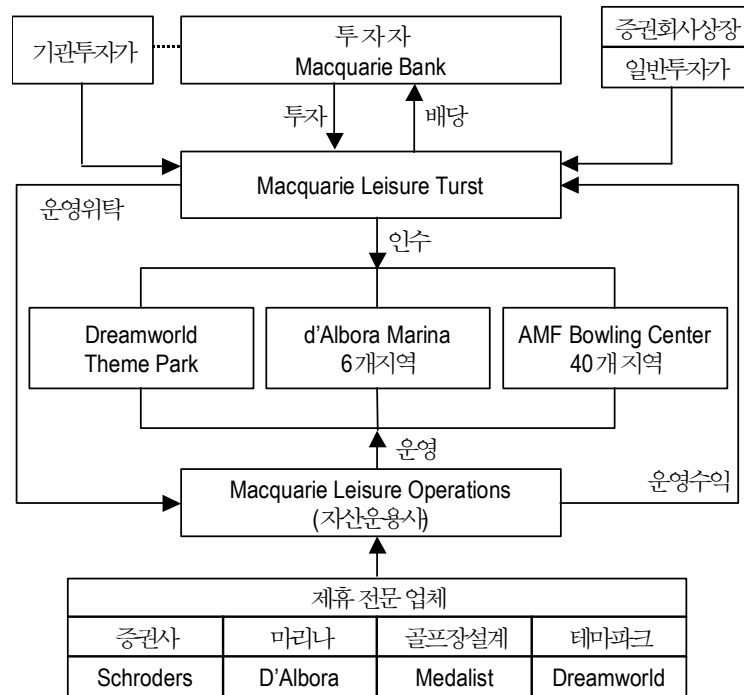 기관투자가
투 자 자
Macquarie Bank
증권회사상장
일반투자가
투자
배당
Macquarie Leisure Turst
운영위탁
인수
Dreamworld
Theme Park
d'Albora Marina
6개지역
AMF Bowling Center
40개 지역
운영
Macquarie Leisure Operations
(자산운용사)
운영수익
제휴 전문 업체
증권사 마리나 골프장설계 테마파크
Schroders D'Albora Medalist Dreamworld